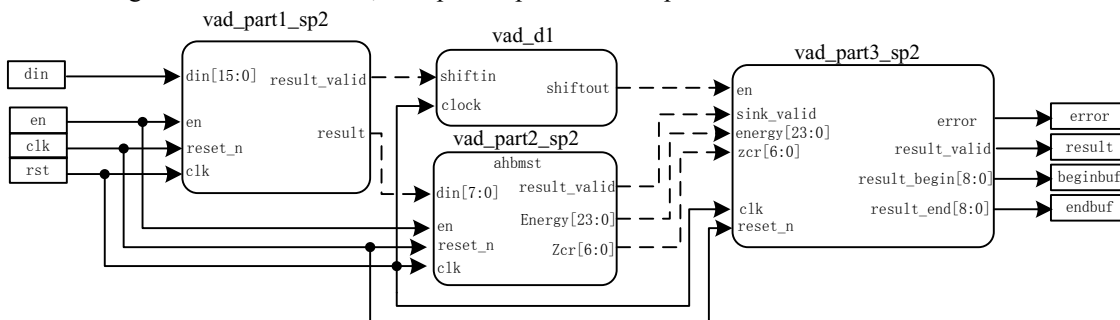 vad_part1_sp2
din[15:0]
result_valid
en
result
reset_n
clk
din
en
clk
rst
vad_d1
shiftin
shiftout
clock
vad_part2_sp2
ahbmst
din[7:0]
result_valid
Energy[23:0]
en
reset_n
Zcr[6:0]
clk
vad_part3_sp2
en
sink_valid
energy[23:0]
zcr[6:0]
clk
reset_n
error
result_valid
result_begin[8:0]
result_end[8:0]
error
result
beginbuf
endbuf